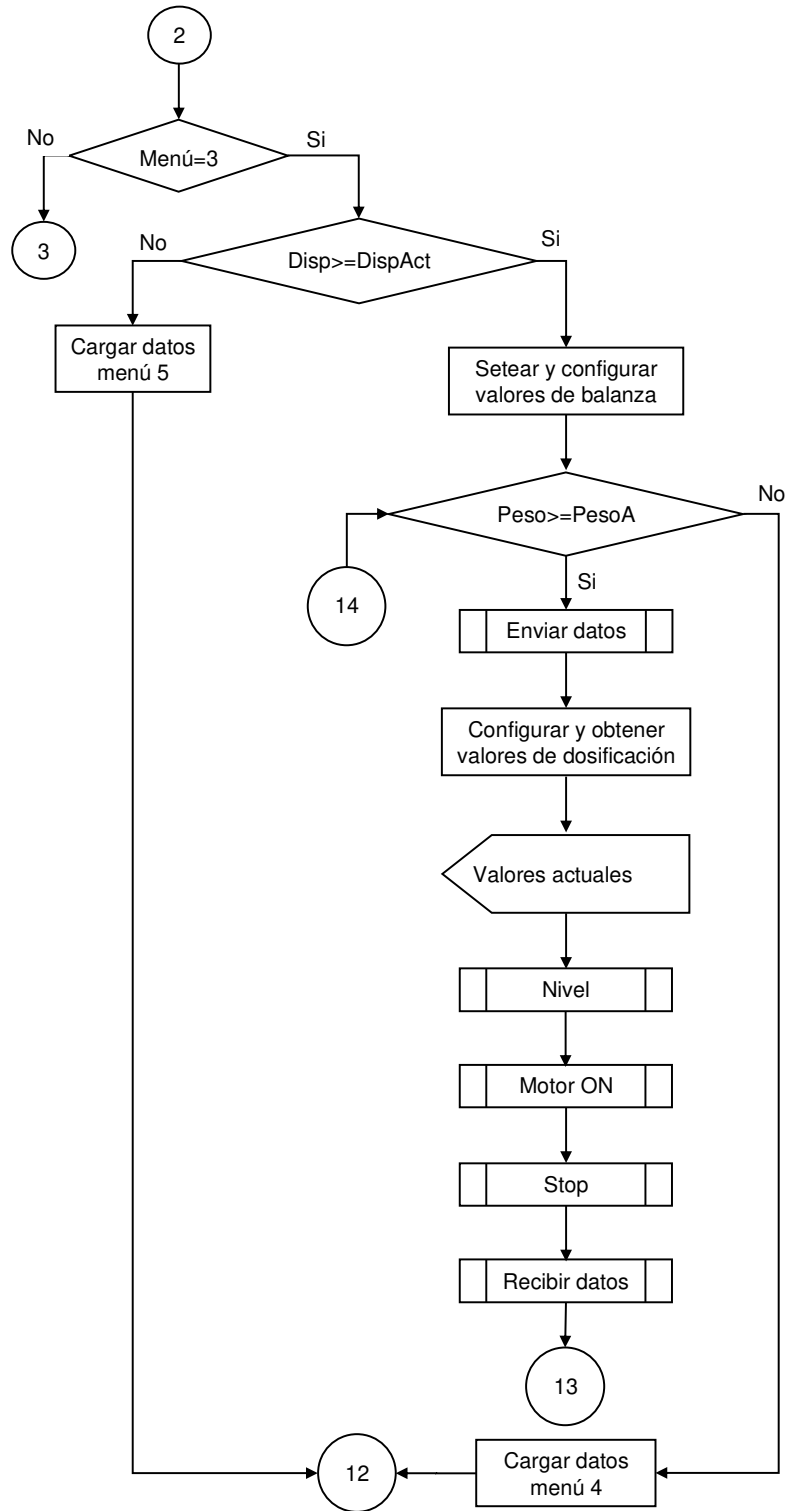 2
No
Si
Menú=3
3
No
Si
Disp>=DispAct
Cargar datos
menú 5
Setear y configurar
valores de balanza
No
Peso>=PesoA
14
Si
Enviar datos
Configurar y obtener
valores de dosificación
Valores actuales
Nivel
Motor ON
Stop
Recibir datos
13
12
Cargar datos
menú 4